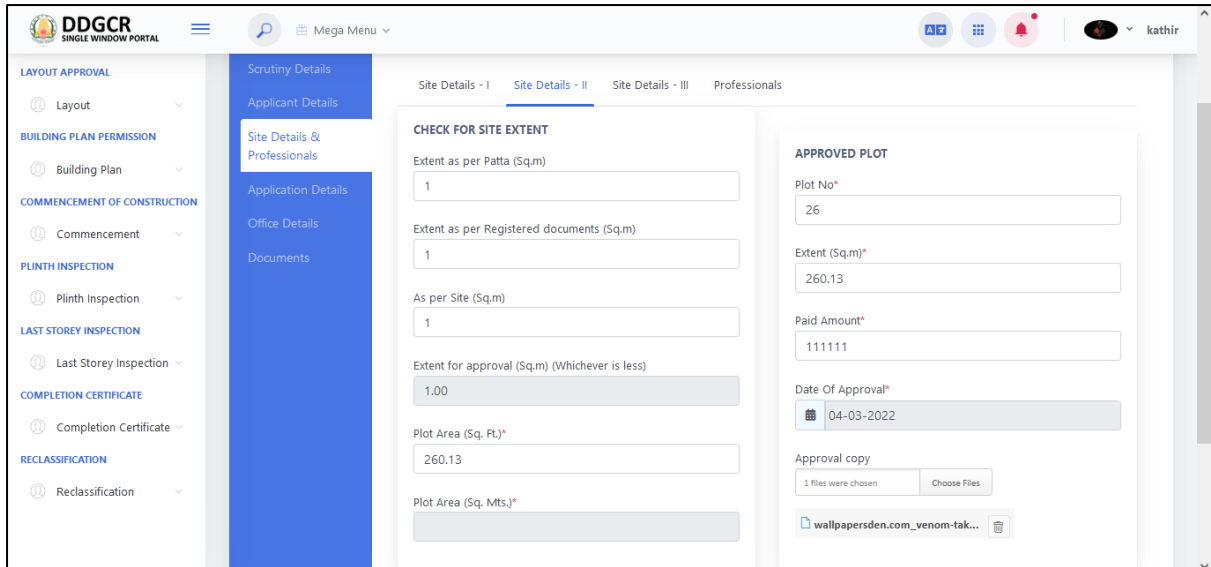 DDGCR
SINGLE WINDOW PORTAL
Mega Menu
kathir
LAYOUT APPROVAL
Layout
BUILDING PLAN PERMISSION
Building Plan
COMMENCEMENT OF CONSTRUCTION
Commencement
PLINTH INSPECTION
Plinth Inspection
LAST STOREY INSPECTION
Last Storey Inspection
COMPLETION CERTIFICATE
Completion Certificate
RECLASSIFICATION
Reclassification
Scrutiny Details
Applicant Details
Site Details &
Professionals
Application Details
Office Details
Documents
Site Details - I Site Details - II Site Details - III Professionals
CHECK FOR SITE EXTENT
Extent as per Patta (Sq.m)
1
Extent as per Registered documents (Sq.m)
1
As per Site (Sq.m)
1
Extent for approval (Sq.m) (Whichever is less)
1.00
Plot Area (Sq. Ft.)*
260.13
Plot Area (Sq. Mts.)*
APPROVED PLOT
Plot No*
26
Extent (Sq.m)*
260.13
Paid Amount*
111111
Date Of Approval*
04-03-2022
Approval copy
1 files were chosen Choose Files
wallpapersden.com_venom-tak...